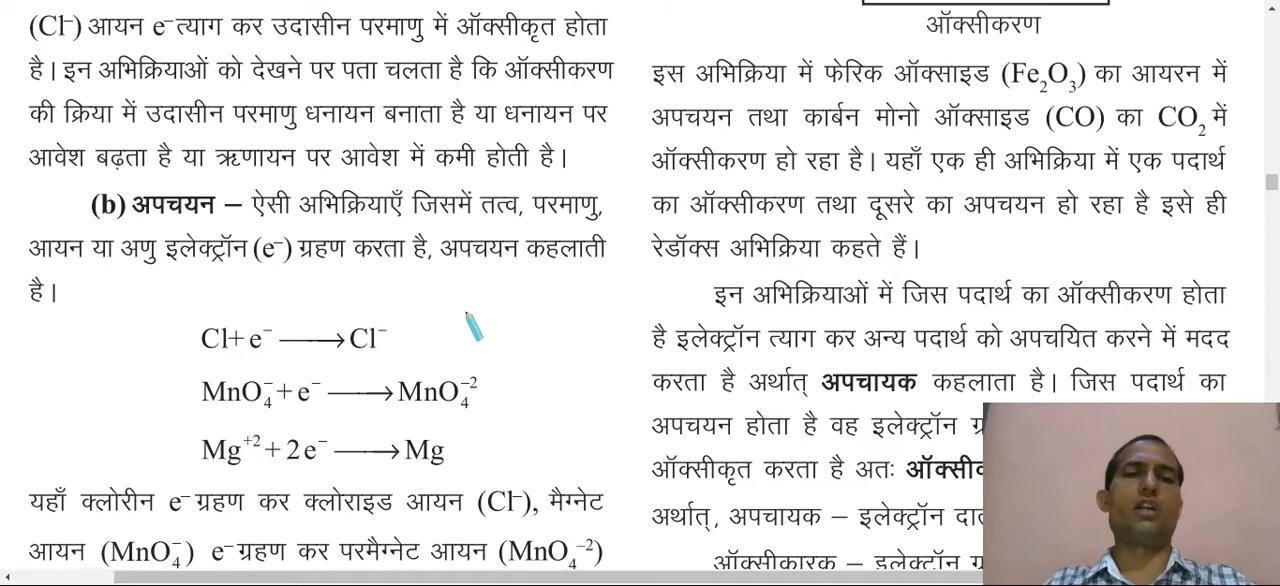 (Cl⁻) आयन e⁻ त्याग कर उदासीन परमाणु में ऑक्सीकृत होता
है। इन अभिक्रियाओं को देखने पर पता चलता है कि ऑक्सीकरण
की क्रिया में उदासीन परमाणु धनायन बनाता है या धनायन पर
आवेश बढ़ता है या ऋणायन पर आवेश में कमी होती है।
(b) अपचयन – ऐसी अभिक्रियाएँ जिसमें तत्व, परमाणु,
आयन या अणु इलेक्ट्रॉन (e⁻) ग्रहण करता है, अपचयन कहलाती
है।
Cl+ e⁻ ⟶ Cl⁻
MnO₄⁻ + e⁻ ⟶ MnO₄⁻²
Mg⁺² + 2e⁻ ⟶ Mg
यहाँ क्लोरीन e⁻ ग्रहण कर क्लोराइड आयन (Cl⁻), मैग्नेट
आयन (MnO₄⁻) e⁻ ग्रहण कर परमैग्नेट आयन (MnO₄⁻²)
ऑक्सीकरण
इस अभिक्रिया में फेरिक ऑक्साइड (Fe₂O₃) का आयरन में
अपचयन तथा कार्बन मोनो ऑक्साइड (CO) का CO₂ में
ऑक्सीकरण हो रहा है। यहाँ एक ही अभिक्रिया में एक पदार्थ
का ऑक्सीकरण तथा दूसरे का अपचयन हो रहा है इसे ही
रेडॉक्स अभिक्रिया कहते हैं।
इन अभिक्रियाओं में जिस पदार्थ का ऑक्सीकरण होता
है इलेक्ट्रॉन त्याग कर अन्य पदार्थ को अपचयित करने में मदद
करता है अर्थात् अपचायक कहलाता है। जिस पदार्थ का
अपचयन होता है वह इलेक्ट्रॉन
ऑक्सीकृत करता है अतः
अर्थात्, अपचायक – इलेक्ट्रॉन
ऑक्सीकारक – इलेक्ट्रॉन